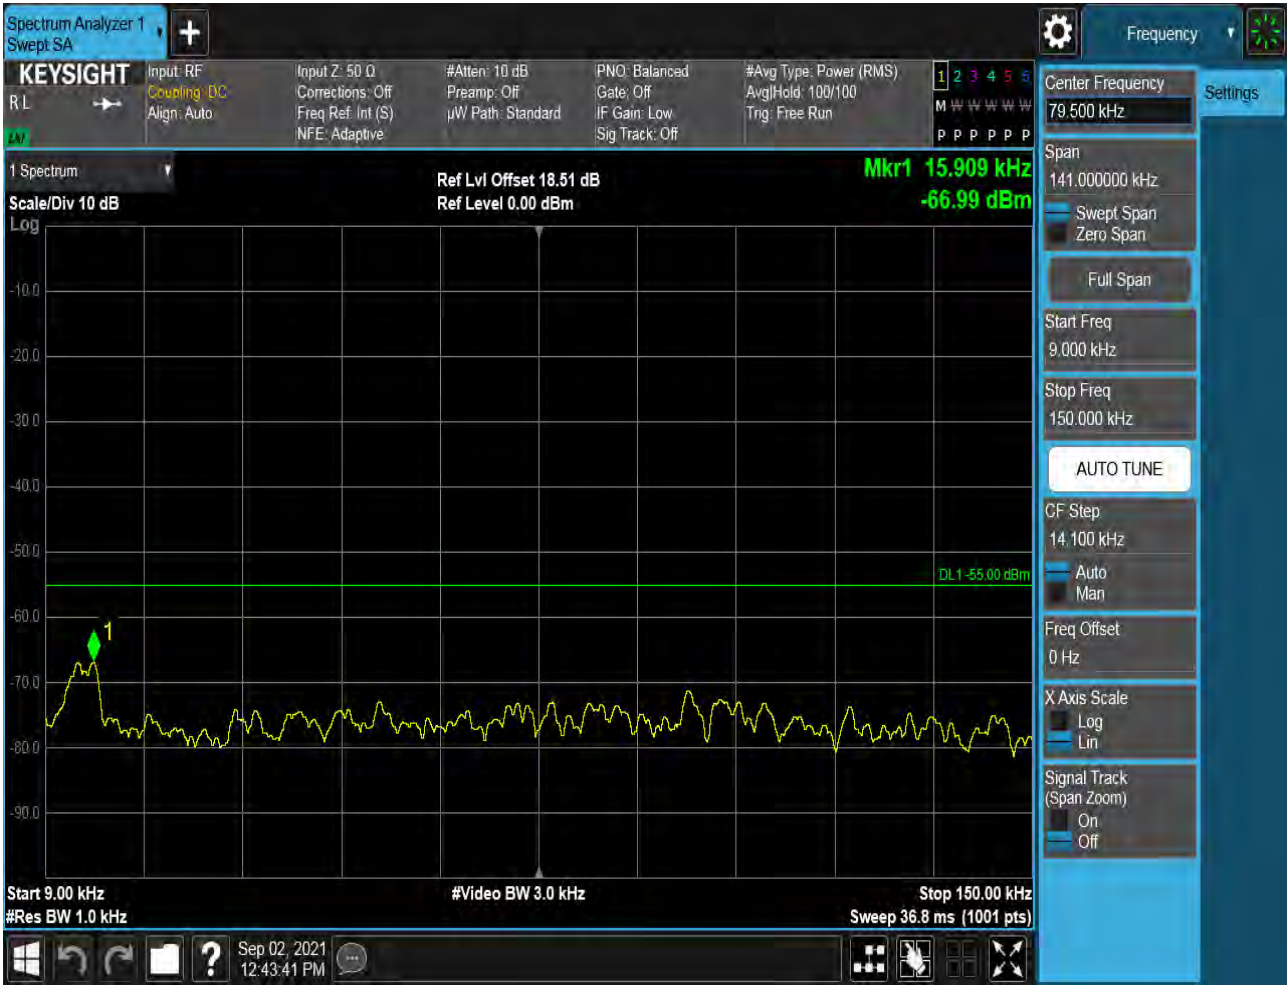 Spectrum Analyzer 1
Swept SA
Frequency
KEYSIGHT
R L
LXI
Input: RF
Coupling: DC
Align: Auto
Input Z: 50 Ω
Corrections: Off
Freq Ref: Int (S)
NFE: Adaptive
#Atten: 10 dB
Preamp: Off
µW Path: Standard
PNO: Balanced
Gate: Off
IF Gain: Low
Sig Track: Off
#Avg Type: Power (RMS)
Avg|Hold: 100/100
Trig: Free Run
1 2 3 4 5 6
M W W W W W
P P P P P P
1 Spectrum
Scale/Div 10 dB
Log
Ref Lvl Offset 18.51 dB
Ref Level 0.00 dBm
Mkr1 15.909 kHz
-66.99 dBm
-10.0
-20.0
-30.0
-40.0
-50.0
DL1 -55.00 dBm
-60.0
1
-70.0
-80.0
-90.0
Start 9.00 kHz
#Res BW 1.0 kHz
#Video BW 3.0 kHz
Stop 150.00 kHz
Sweep 36.8 ms (1001 pts)
Sep 02, 2021
12:43:41 PM
Center Frequency
79.500 kHz
Settings
Span
141.000000 kHz
Swept Span
Zero Span
Full Span
Start Freq
9.000 kHz
Stop Freq
150.000 kHz
AUTO TUNE
CF Step
14.100 kHz
Auto
Man
Freq Offset
0 Hz
X Axis Scale
Log
Lin
Signal Track
(Span Zoom)
On
Off